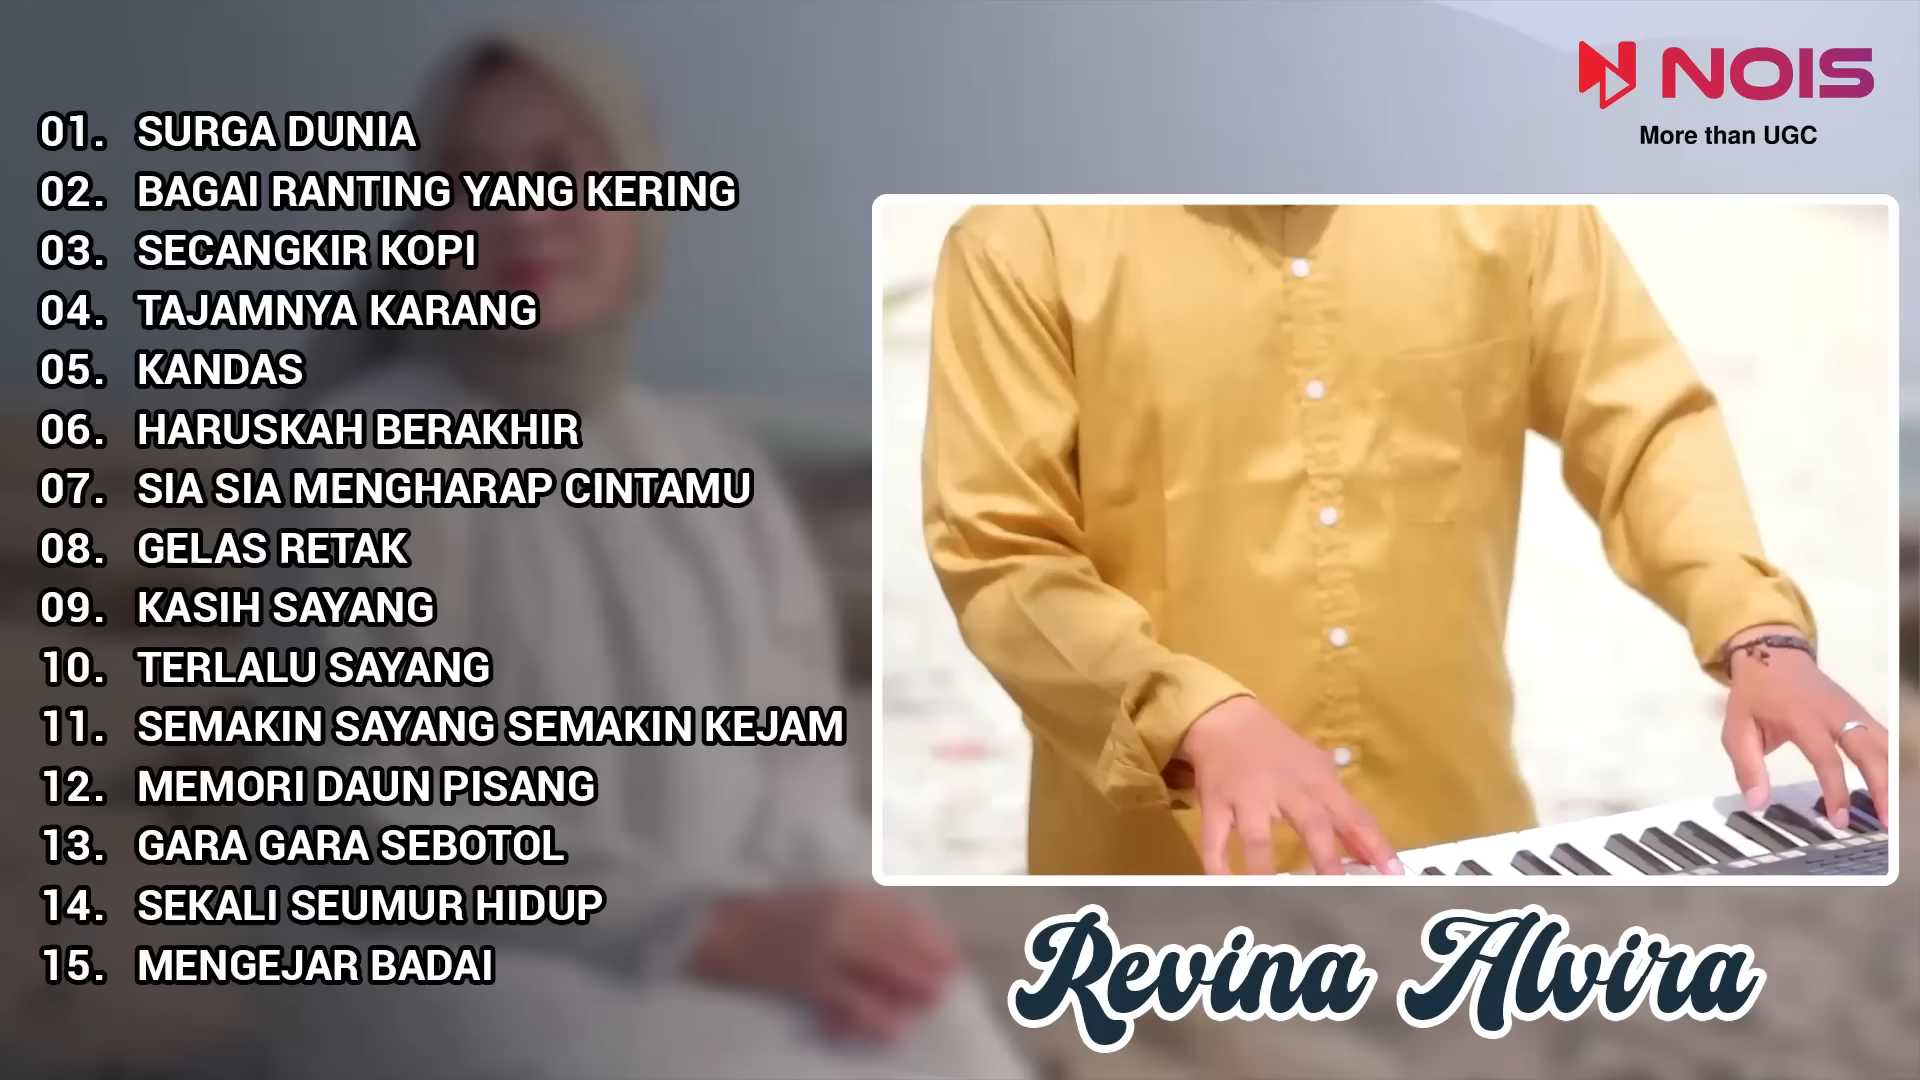 01. SURGA DUNIA
02. BAGAI RANTING YANG KERING
03. SECANGKIR KOPI
04. TAJAMNYA KARANG
05. KANDAS
06. HARUSKAH BERAKHIR
07. SIA SIA MENGHARAP CINTAMU
08. GELAS RETAK
09. KASIH SAYANG
10. TERLALU SAYANG
11. SEMAKIN SAYANG SEMAKIN KEJAM
12. MEMORI DAUN PISANG
13. GARA GARA SEBOTOL
14. SEKALI SEUMUR HIDUP
15. MENGEJAR BADAI
NOIS
More than UGC
Revina Alvira